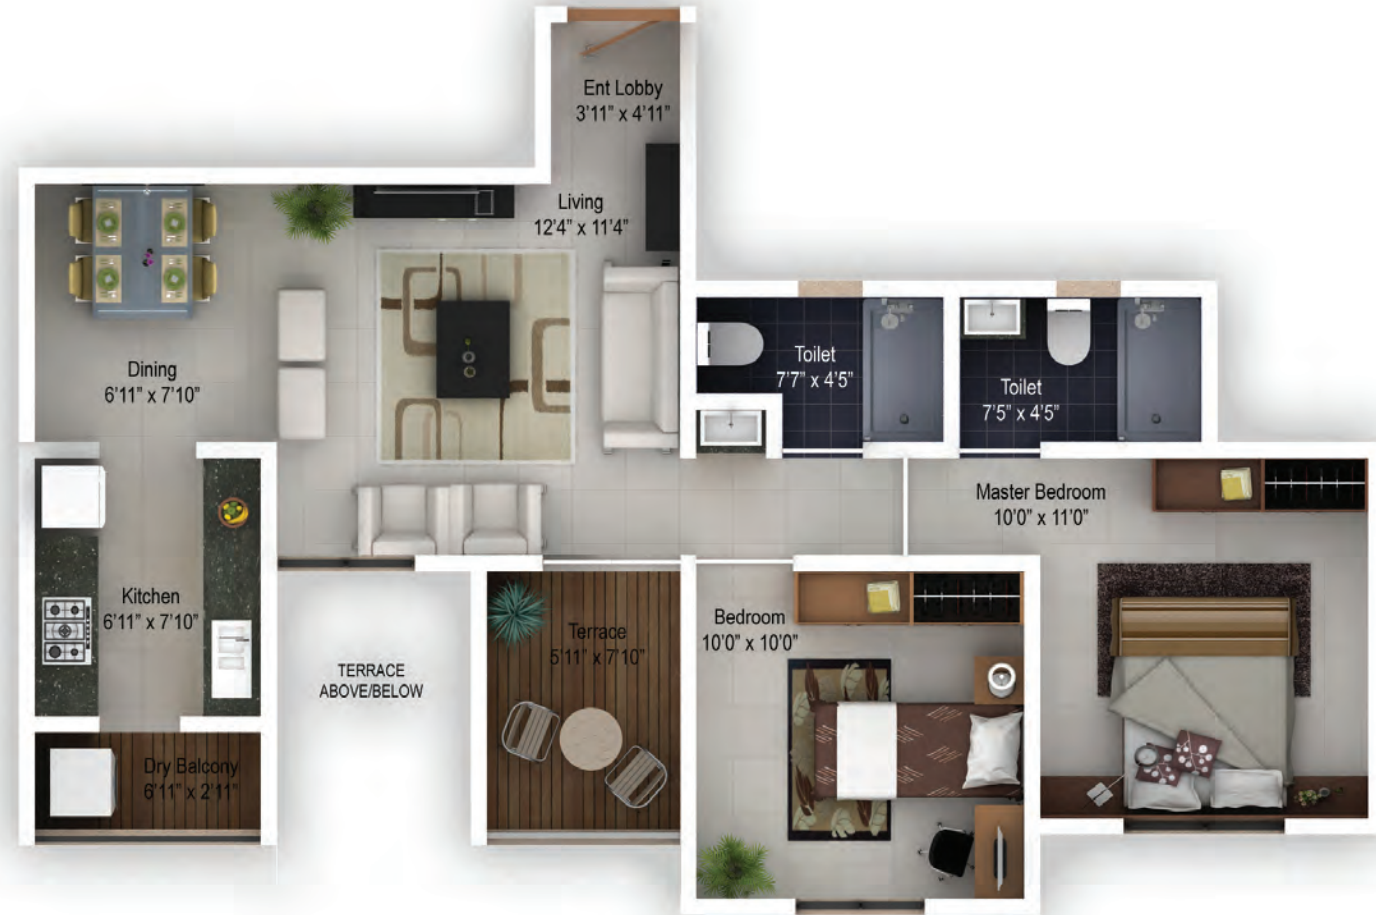 Ent Lobby
3'11" x 4'11"
Living
12'4" x 11'4"
Dining
6'11" x 7'10"
Toilet
7'7" x 4'5"
Toilet
7'5" x 4'5"
Master Bedroom
10'0" x 11'0"
Kitchen
6'11" x 7'10"
TERRACE
ABOVE/BELOW
Terrace
5'11" x 7'10"
Bedroom
10'0" x 10'0"
Dry Balcony
6'11" x 2'11"